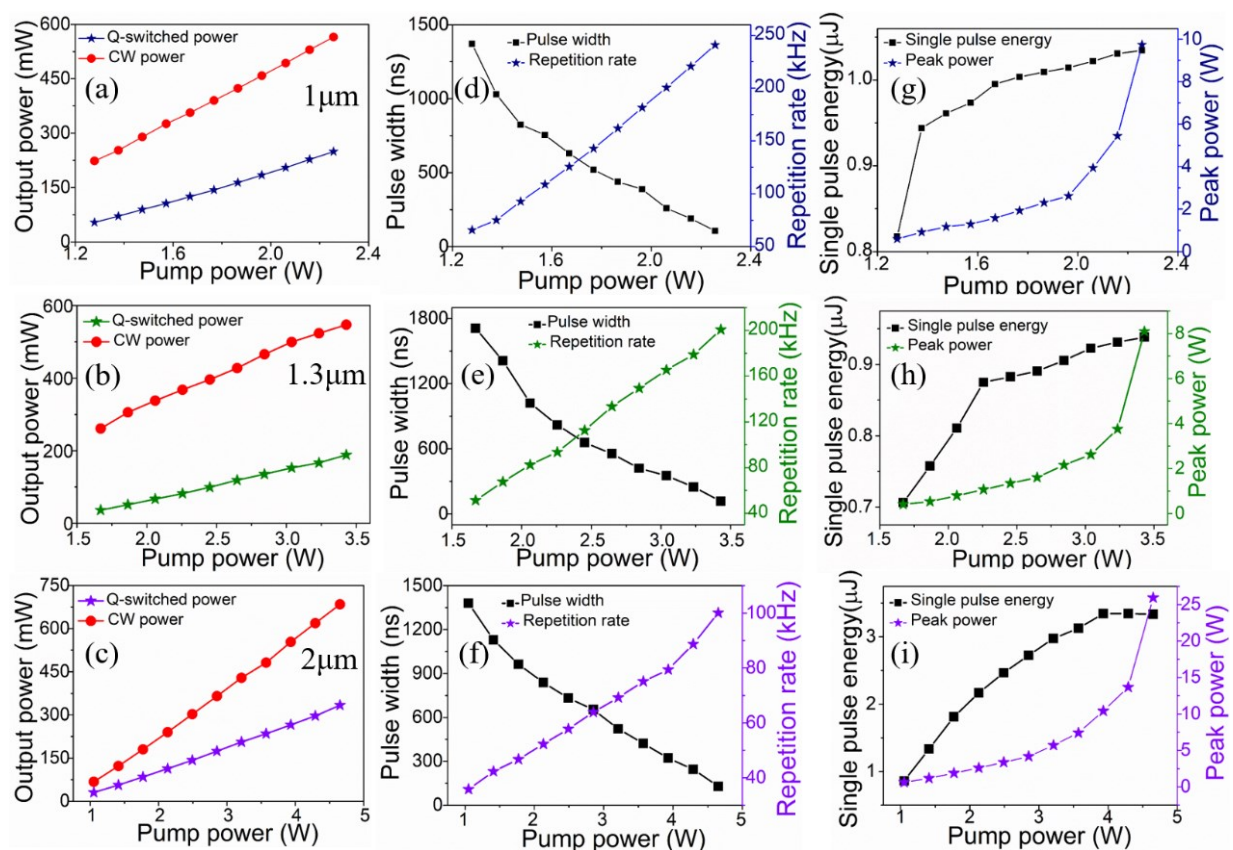 600
450
300
150
0
Output power (mW)
Q-switched power
CW power
(a)
1μm
1.2 1.6 2.0 2.4
Pump power (W)
1500
1000
500
0
Pulse width (ns)
Pulse width
Repetition rate
(d)
250
200
150
100
50
Repetition rate (kHz)
1.2 1.6 2.0 2.4
Pump power (W)
1.0
0.9
0.8
Single pulse energy(μJ)
Single pulse energy
Peak power
(g)
10
8
6
4
2
0
Peak power (W)
1.2 1.6 2.0 2.4
Pump power (W)
600
400
200
0
Output power (mW)
Q-switched power
CW power
(b)
1.3μm
1.5 2.0 2.5 3.0 3.5
Pump power (W)
1800
1200
600
0
Pulse width (ns)
Pulse width
Repetition rate
(e)
200
160
120
80
40
Repetition rate (kHz)
1.5 2.0 2.5 3.0 3.5
Pump power (W)
0.9
0.8
0.7
Single pulse energy(μJ)
Single pulse energy
Peak power
(h)
8
6
4
2
0
Peak power (W)
1.5 2.0 2.5 3.0 3.5
Pump power (W)
750
600
450
300
150
0
Output power (mW)
Q-switched power
CW power
(c)
2μm
1 2 3 4 5
Pump power (W)
1500
1200
900
600
300
0
Pulse width (ns)
Pulse width
Repetition rate
(f)
100
80
60
40
Repetition rate (kHz)
1 2 3 4 5
Pump power (W)
3
2
1
Single pulse energy(μJ)
Single pulse energy
Peak power
(i)
25
20
15
10
5
0
Peak power (W)
1 2 3 4 5
Pump power (W)